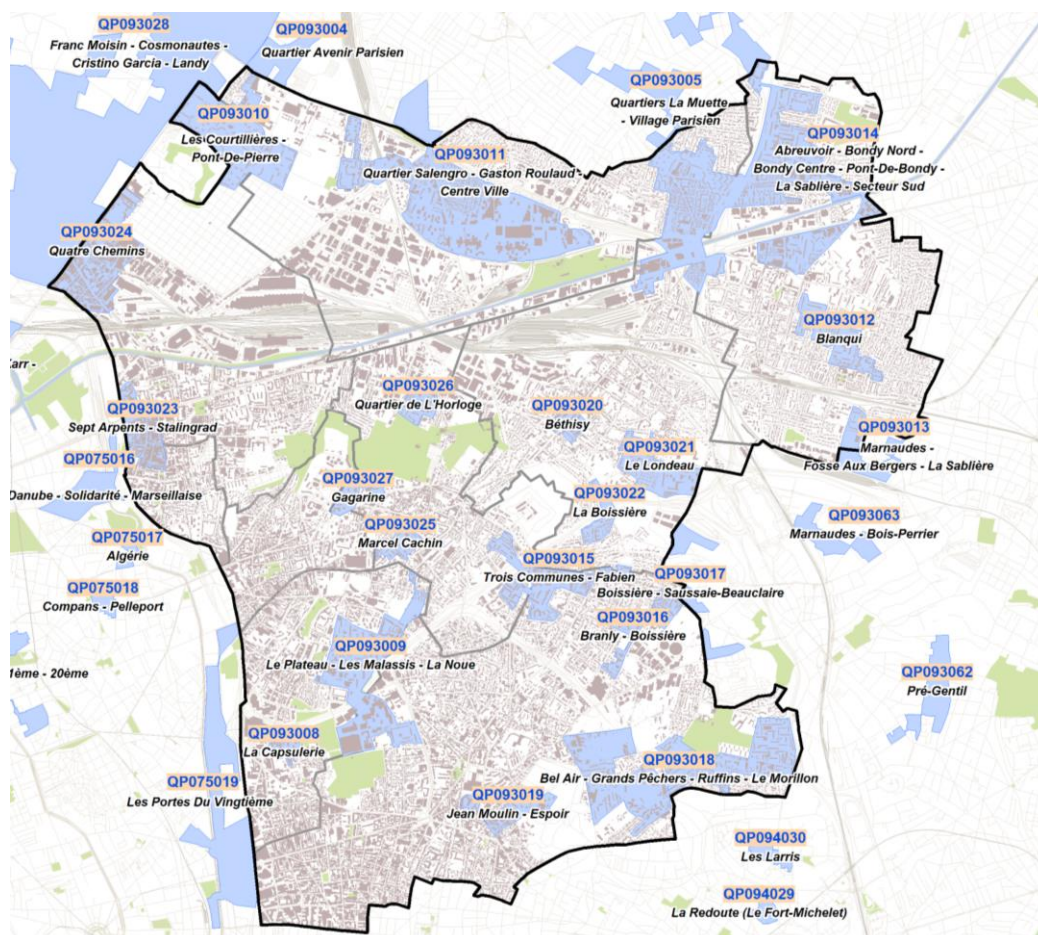 QP093028
Franc Moisin - Cosmonautes -
Cristino Garcia - Landy
QP093004
Quartier Avenir Parisien
QP093005
Quartiers La Muette
- Village Parisien
QP093010
Les Courtillières -
Pont-De-Pierre
QP093011
Quartier Salengro - Gaston Roulaud -
Centre Ville
QP093014
Abreuvoir - Bondy Nord -
Bondy Centre - Pont-De-Bondy -
La Sablière - Secteur Sud
QP093024
Quatre Chemins
QP093012
Blanqui
Karr -
QP093026
Quartier de L'Horloge
QP093023
Sept Arpents - Stalingrad
QP093020
Béthisy
QP093013
Marnaudes -
Fosse Aux Bergers - La Sablière
QP093021
Le Londeau
QP075016
Danube - Solidarité - Marseillaise
QP093027
Gagarine
QP093022
La Boissière
QP093063
Marnaudes - Bois-Perrier
QP093025
Marcel Cachin
QP075017
Algérie
QP093015
Trois Communes - Fabien
QP093017
Boissière - Saussaie-Beauclaire
QP075018
Compans - Pelleport
QP093016
Branly - Boissière
QP093009
Le Plateau - Les Malassis - La Noue
1ème - 20ème
QP093062
Pré-Gentil
QP093008
La Capsulerie
QP093018
Bel Air - Grands Pêchers - Ruffins - Le Morillon
QP075019
Les Portes Du Vingtième
QP093019
Jean Moulin - Espoir
QP094030
Les Larris
QP094029
La Redoute (Le Fort-Michelet)